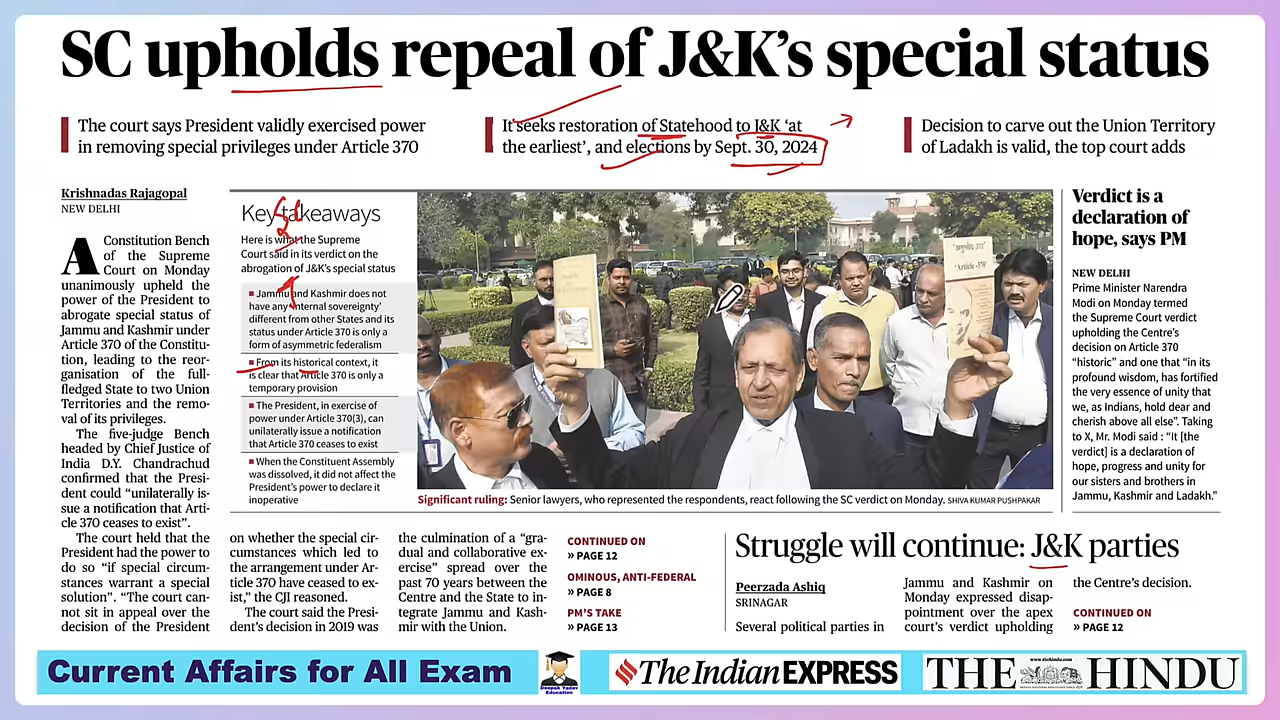 SC upholds repeal of J&K’s special status
The court says President validly exercised power
in removing special privileges under Article 370
It seeks restoration of Statehood to J&K ‘at
the earliest’, and elections by Sept. 30, 2024
Decision to carve out the Union Territory
of Ladakh is valid, the top court adds
Krishnadas Rajagopal
NEW DELHI
A Constitution Bench
of the Supreme
Court on Monday
unanimously upheld the
power of the President to
abrogate special status of
Jammu and Kashmir under
Article 370 of the Constitu-
tion, leading to the reor-
ganisation of the full-
fledged State to two Union
Territories and the remo-
val of its privileges.
The five-judge Bench
headed by Chief Justice of
India D.Y. Chandrachud
confirmed that the Presi-
dent could “unilaterally is-
sue a notification that Arti-
cle 370 ceases to exist”.
The court held that the
President had the power to
do so “if special circum-
stances warrant a special
solution”. “The court can-
not sit in appeal over the
decision of the President
on whether the special cir-
cumstances which led to
the arrangement under Ar-
ticle 370 have ceased to ex-
ist,” the CJI reasoned.
The court said the Presi-
dent’s decision in 2019 was
the culmination of a “gra-
dual and collaborative ex-
ercise” spread over the
past 70 years between the
Centre and the State to in-
tegrate Jammu and Kash-
mir with the Union.
CONTINUED ON
» PAGE 12
OMINOUS, ANTI-FEDERAL
» PAGE 8
PM’S TAKE
» PAGE 13
Key takeaways
SC
Here is what the Supreme
Court said in its verdict on the
abrogation of J&K’s special status
■ Jammu and Kashmir does not
have any ‘internal sovereignty’
different from other States and its
status under Article 370 is only a
form of asymmetric federalism
■ From its historical context, it
is clear that Article 370 is only a
temporary provision
■ The President, in exercise of
power under Article 370(3), can
unilaterally issue a notification
that Article 370 ceases to exist
■ When the Constituent Assembly
was dissolved, it did not affect the
President’s power to declare it
inoperative
‘अनुच्छेद-370’
‘Article -370’
Significant ruling: Senior lawyers, who represented the respondents, react following the SC verdict on Monday. SHIVA KUMAR PUSHPAKAR
Verdict is a
declaration of
hope, says PM
NEW DELHI
Prime Minister Narendra
Modi on Monday termed
the Supreme Court verdict
upholding the Centre’s
decision on Article 370
“historic” and one that “in its
profound wisdom, has fortified
the very essence of unity that
we, as Indians, hold dear and
cherish above all else”. Taking
to X, Mr. Modi said : “It [the
verdict] is a declaration of
hope, progress and unity for
our sisters and brothers in
Jammu, Kashmir and Ladakh.”
Struggle will continue: J&K parties
Peerzada Ashiq
SRINAGAR
Several political parties in
Jammu and Kashmir on
Monday expressed disap-
pointment over the apex
court’s verdict upholding
the Centre’s decision.
CONTINUED ON
» PAGE 12
Current Affairs for All Exam
Deepak Yadav
Education
The Indian EXPRESS
www.thehindu.com
THE HINDU